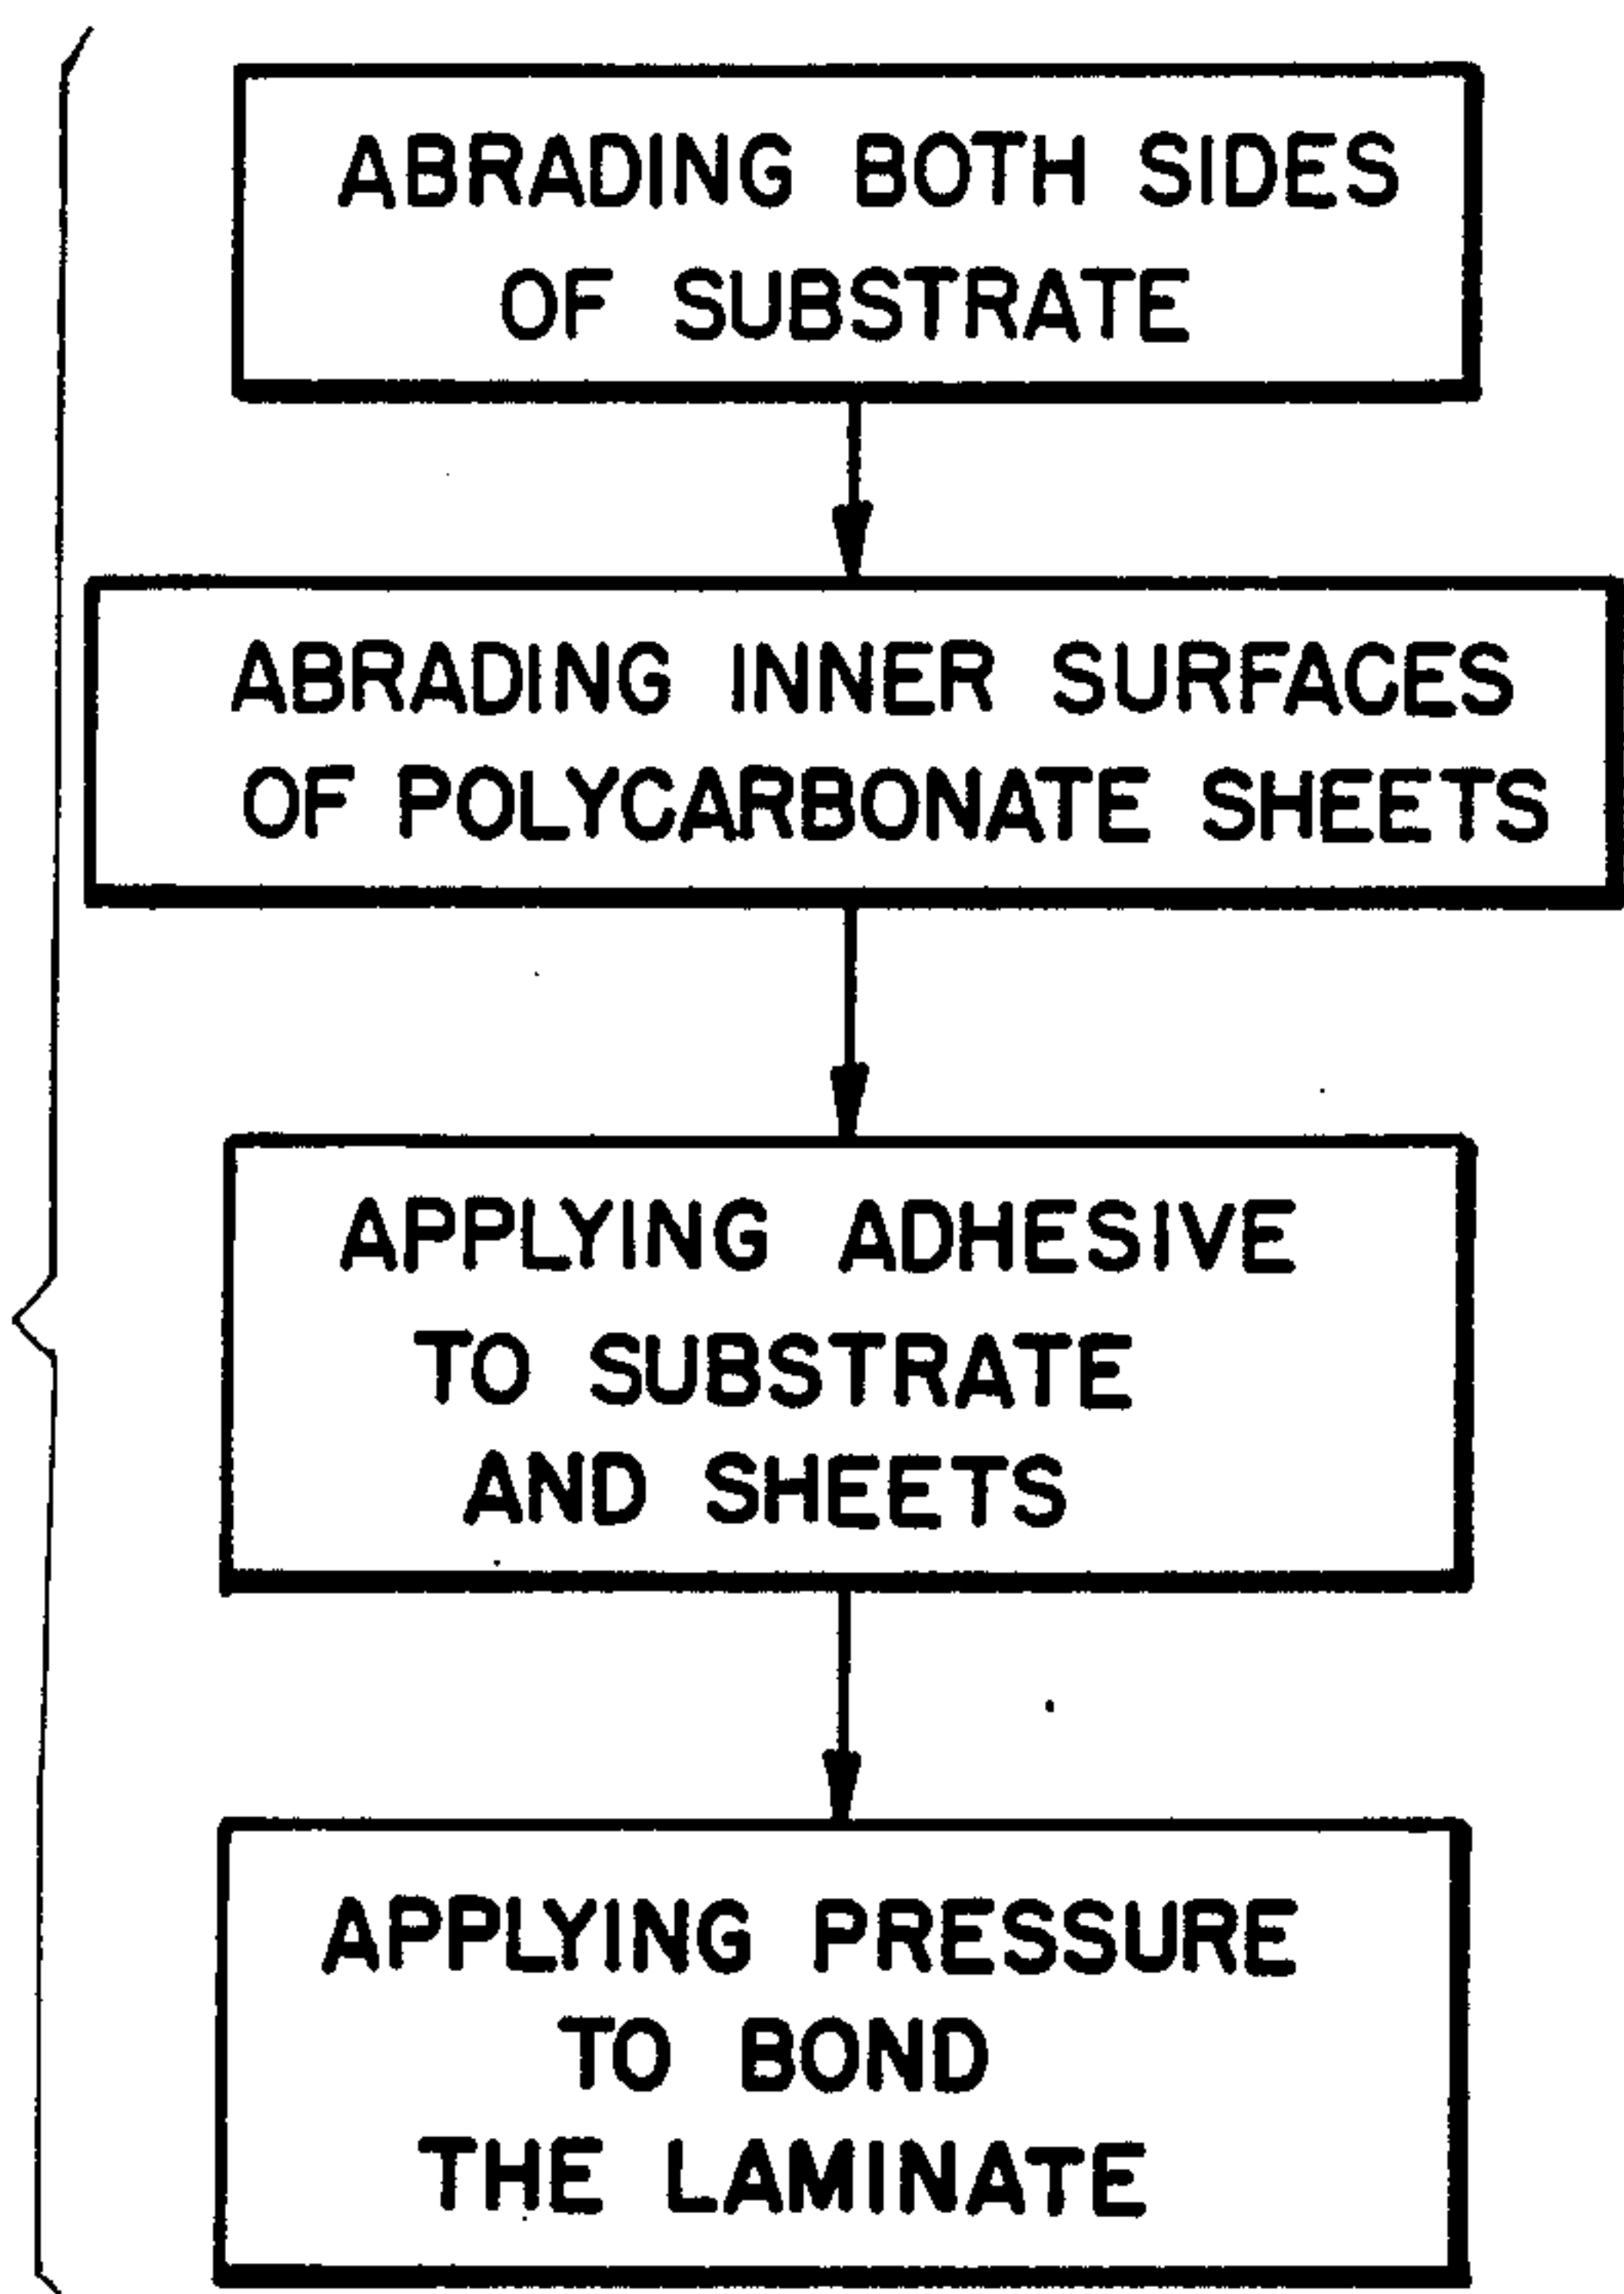 ABRADING BOTH SIDES
OF SUBSTRATE
ABRADING INNER SURFACES
OF POLYCARBONATE SHEETS
APPLYING ADHESIVE
TO SUBSTRATE
AND SHEETS
APPLYING PRESSURE
TO BOND
THE LAMINATE